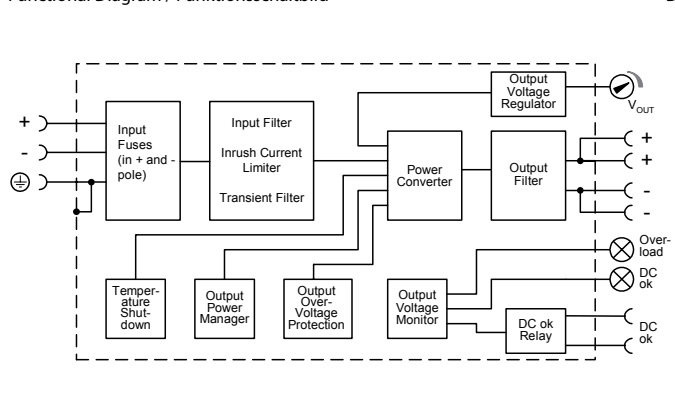 Functional Diagram / Funktionsschaltbild
Output
Voltage
Regulator
V OUT
+
-
Input
Fuses
(in + and -
pole)
Input Filter
Inrush Current
Limiter
Transient Filter
Power
Converter
Output
Filter
+
+
-
-
Temper-
ature
Shut-
down
Output
Power
Manager
Output
Over-
Voltage
Protection
Output
Voltage
Monitor
DC ok
Relay
Over-
load
DC
ok
DC
ok